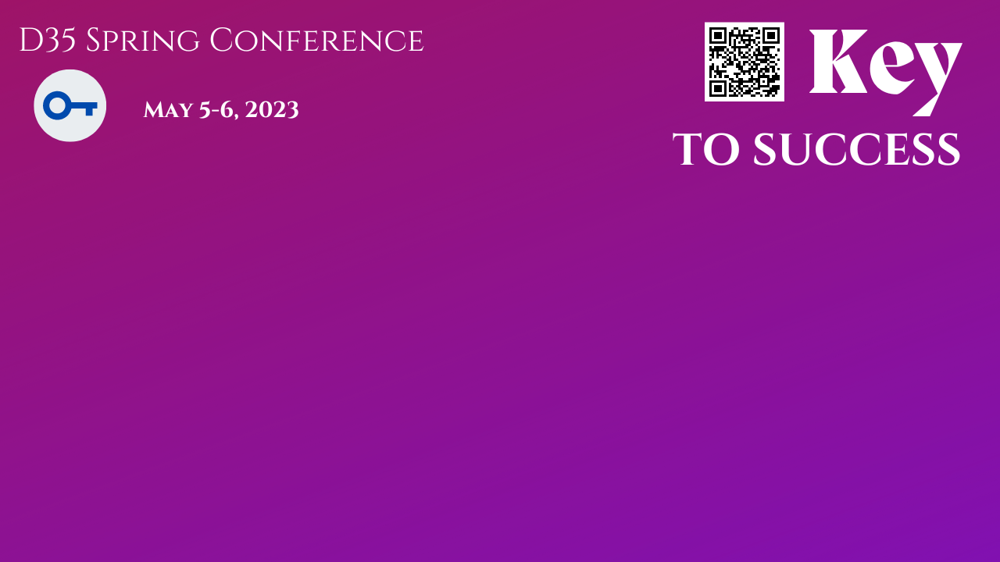 D35 Spring Conference
May 5-6, 2023
Key
TO SUCCESS